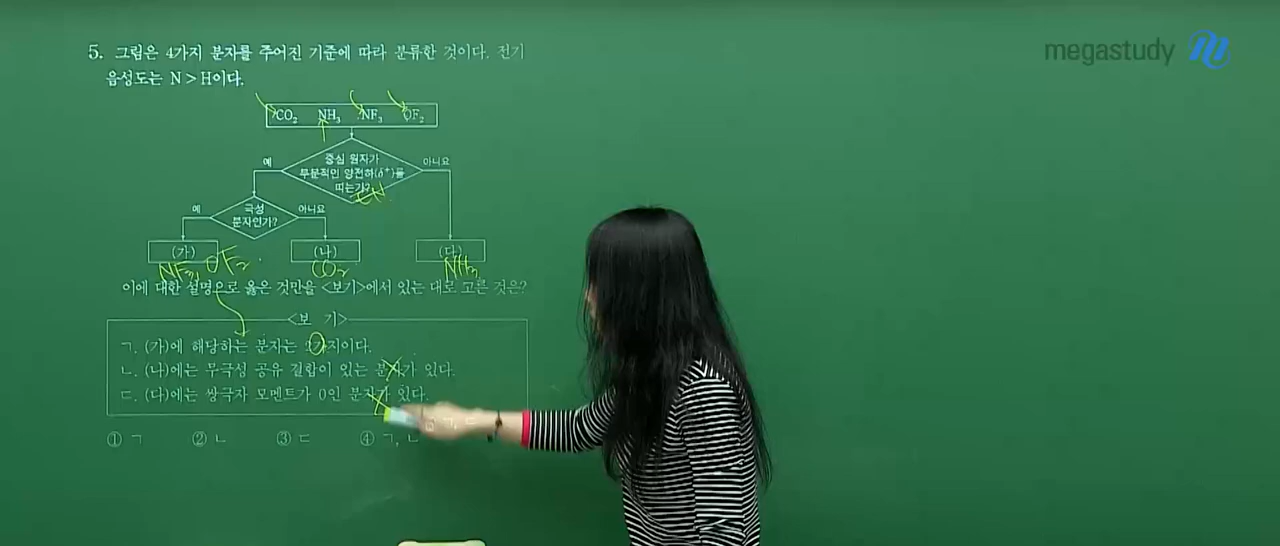 megastudy
5. 그림은 4가지 분자를 주어진 기준에 따라 분류한 것이다. 전기
음성도는 N > H이다.
CO₂ NH₃ NF₃ OF₂
중심 원자가
부분적인 양전하(δ⁺)를
띠는가?
예
아니요
EN
극성
분자인가?
예
아니요
(가)
(나)
(다)
NF₃, OF₂
CO₂
NH₃
이에 대한 설명으로 옳은 것만을 <보기>에서 있는 대로 고른 것은?
<보 기>
ㄱ. (가)에 해당하는 분자는 2가지이다.
ㄴ. (나)에는 무극성 공유 결합이 있는 분자가 있다.
ㄷ. (다)에는 쌍극자 모멘트가 0인 분자가 있다.
① ㄱ ② ㄴ ③ ㄷ ④ ㄱ, ㄴ